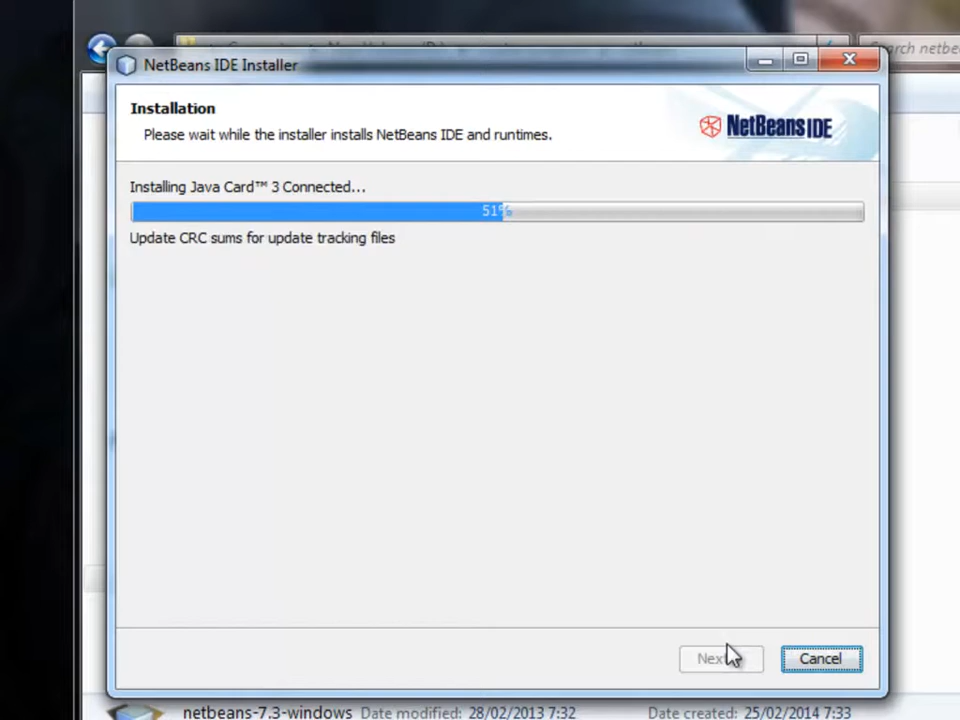 Search netbe
NetBeans IDE Installer
Installation
Please wait while the installer installs NetBeans IDE and runtimes.
NetBeans IDE
Installing Java Card™ 3 Connected...
51%
Update CRC sums for update tracking files
Cancel
netbeans-7.3-windows Date modified: 28/02/2013 7:32 Date created: 25/02/2014 7:33